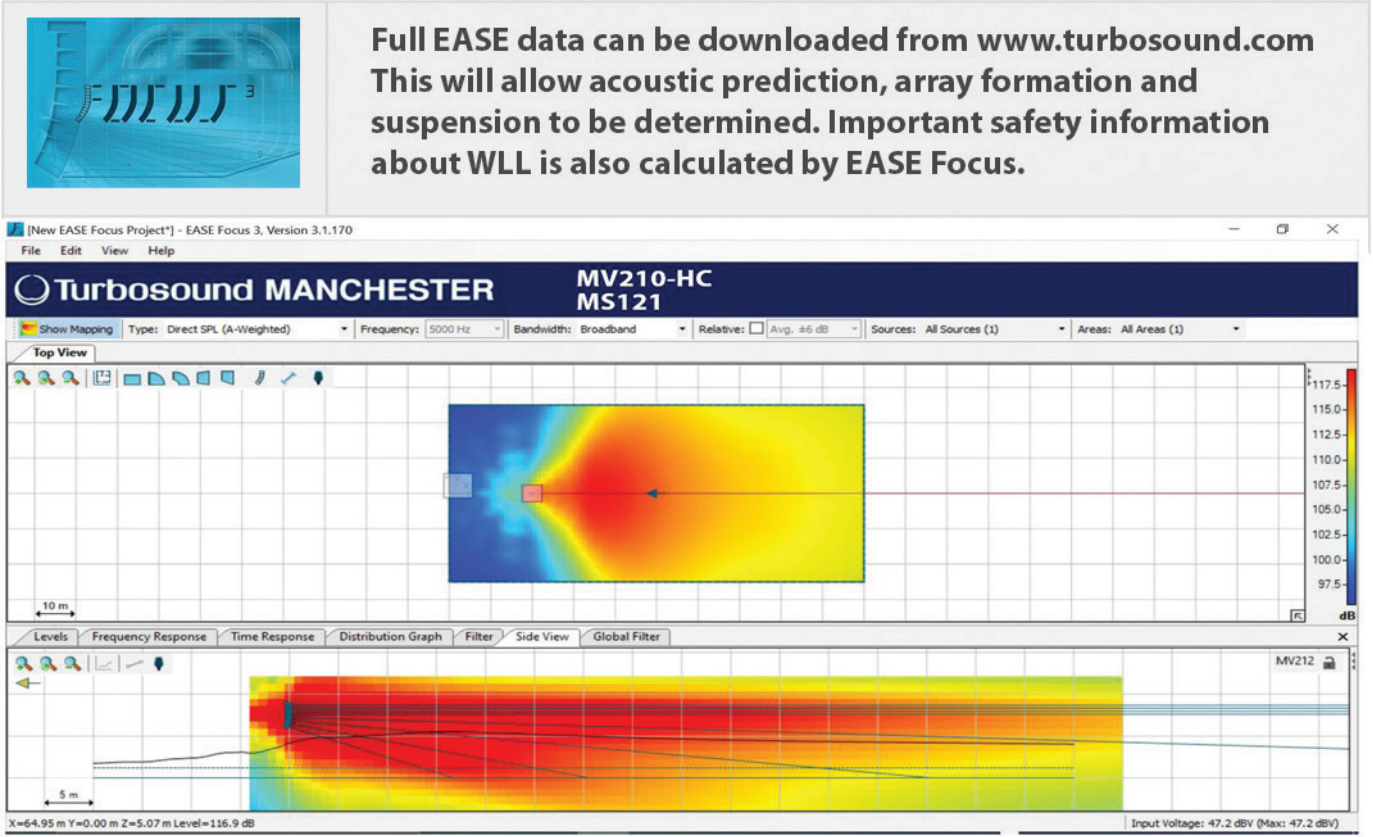 Full EASE data can be downloaded from www.turbosound.com
This will allow acoustic prediction, array formation and
suspension to be determined. Important safety information
about WLL is also calculated by EASE Focus.
3
[New EASE Focus Project*] - EASE Focus 3, Version 3.1.170
File Edit View Help
Turbosound MANCHESTER
MV210-HC
MS121
Show Mapping Type: Direct SPL (A-Weighted) Frequency: 5000 Hz Bandwidth: Broadband Relative: Avg. ±6 dB Sources: All Sources (1) Areas: All Areas (1)
Top View
117.5
115.0
112.5
110.0
107.5
105.0
102.5
100.0
97.5
10 m
dB
Levels Frequency Response Time Response Distribution Graph Filter Side View Global Filter
MV212
5 m
X=64.95 m Y=0.00 m Z=5.07 m Level=116.9 dB
Input Voltage: 47.2 dBV (Max: 47.2 dBV)